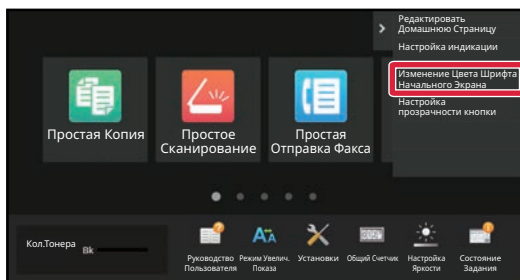 Редактировать
Домашнюю Страницу
Настройка индикации
Изменение Цвета Шрифта
Начального Экрана
Настройка
прозрачности кнопки
Простая Копия
Простое
Сканирование
Простая
Отправка Факса
Кол.Тонера
Bk
Руководство
Пользователя
Режим Увелич.
Показа
Установки
Общий Счетчик
Настройка
Яркости
Состояние
Задания